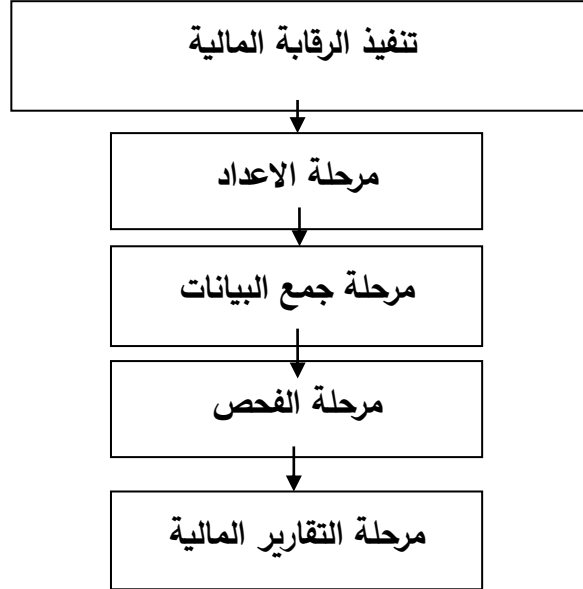 تنفيذ الرقابة المالية
مرحلة الاعداد
مرحلة جمع البيانات
مرحلة الفحص
مرحلة التقارير المالية